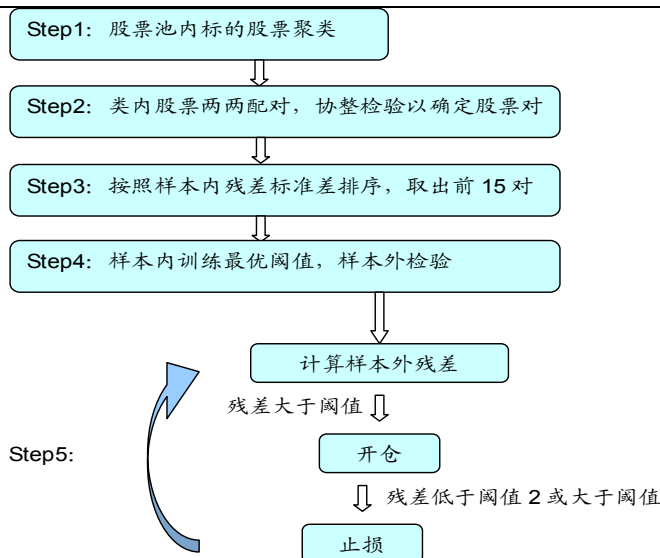 Step1: 股票池内标的股票聚类
Step2: 类内股票两两配对，协整检验以确定股票对
Step3: 按照样本内残差标准差排序，取出前 15 对
Step4: 样本内训练最优阈值，样本外检验
计算样本外残差
残差大于阈值
Step5:
开仓
残差低于阈值 2 或大于阈值
止损